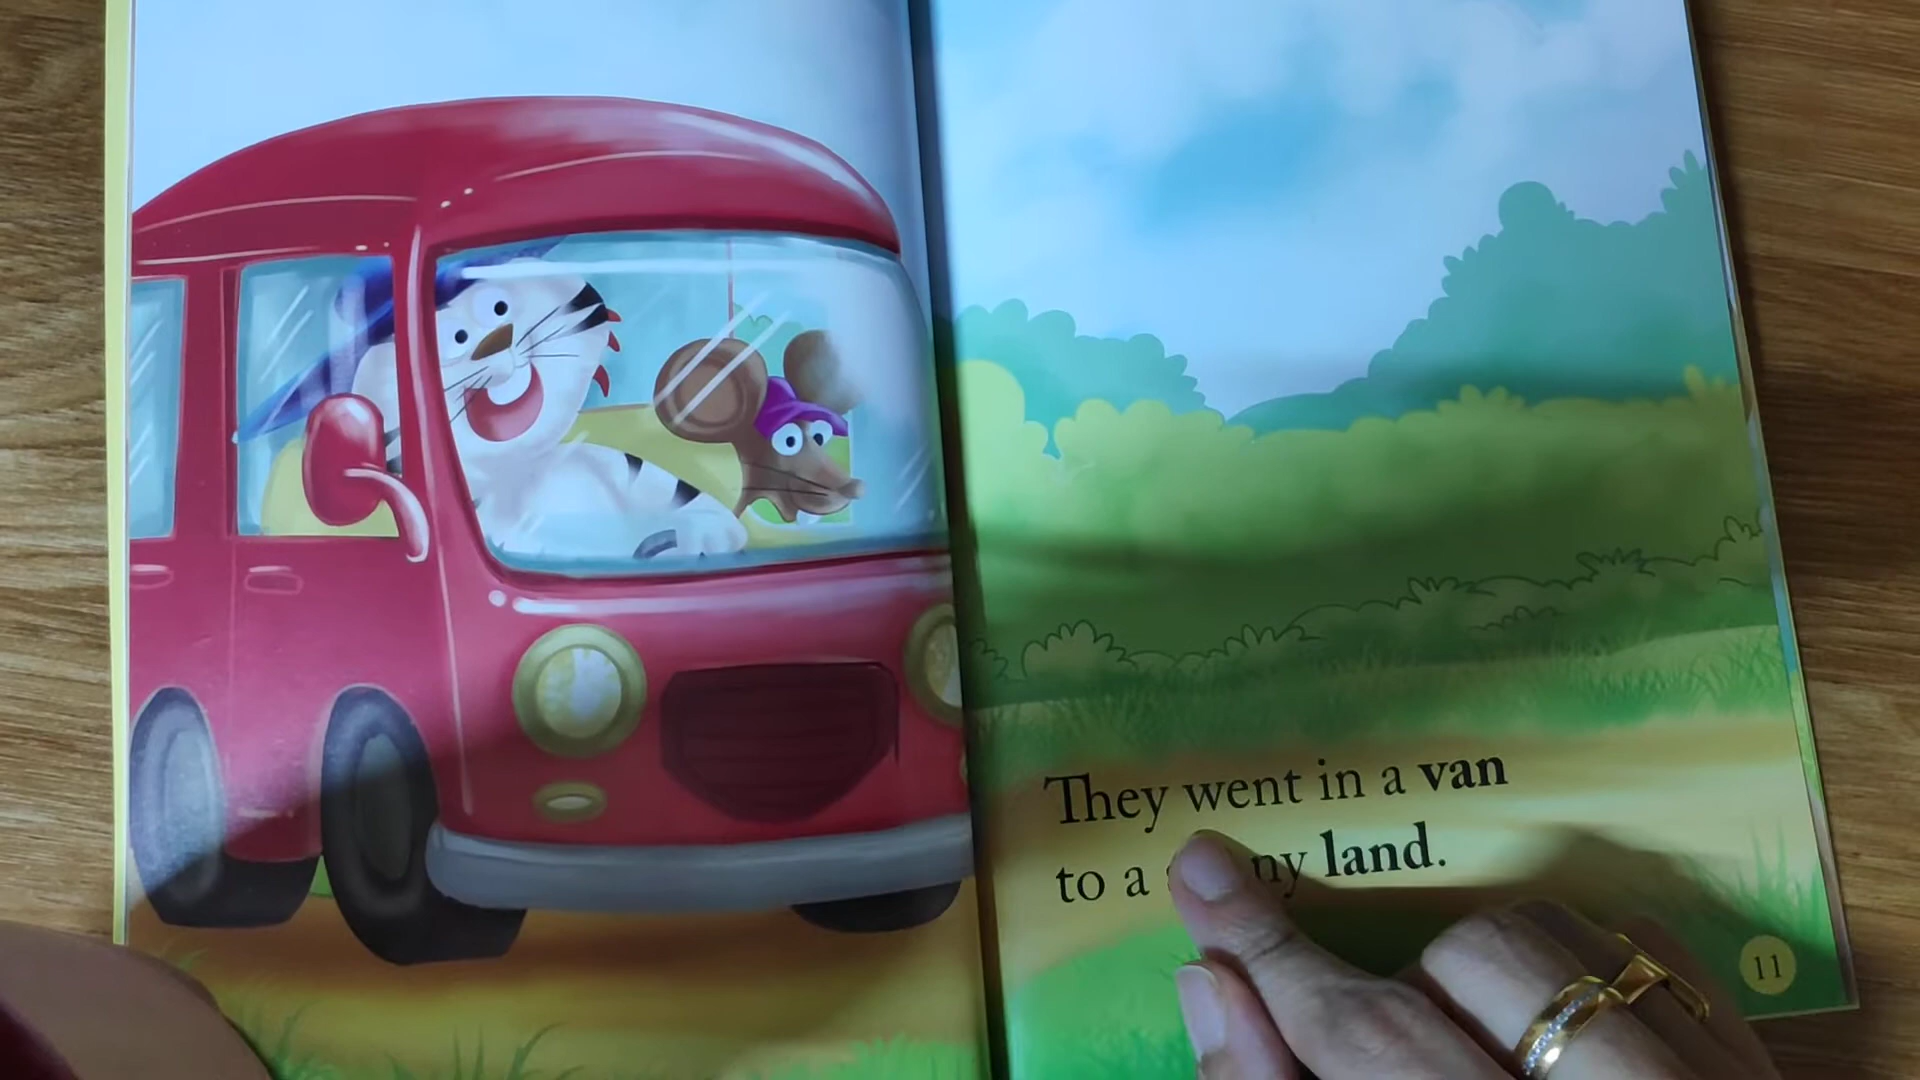 They went in a van
to a ny land.
11